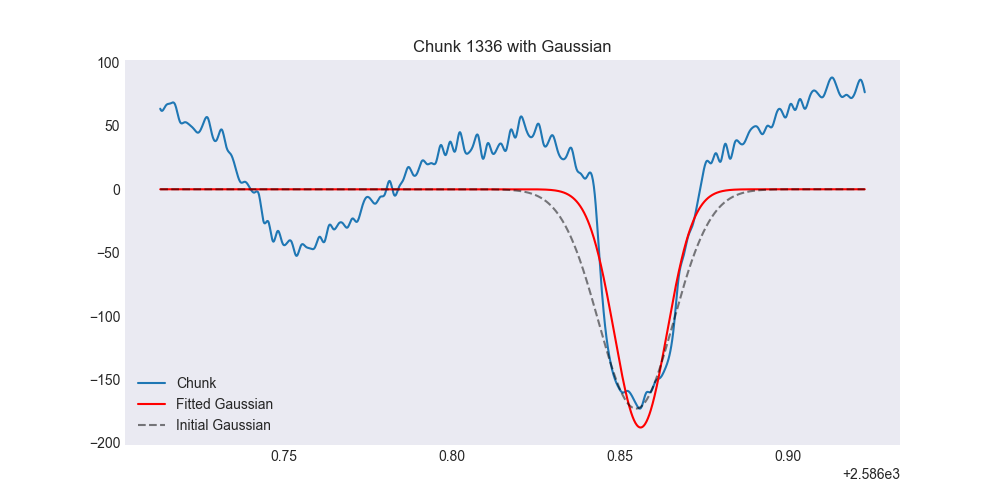 Chunk 1336 with Gaussian
100
50
0
−50
−100
−150
−200
Chunk
Fitted Gaussian
Initial Gaussian
0.75 0.80 0.85 0.90
+2.586e3